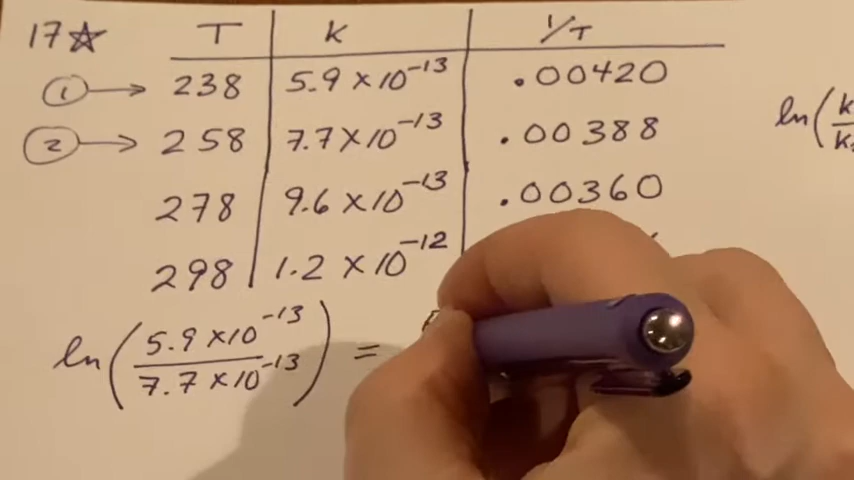 17☆ T k 1/T
① → 238 5.9 × 10⁻¹³ .00420
② → 258 7.7 × 10⁻¹³ .00388
278 9.6 × 10⁻¹³ .00360
298 1.2 × 10⁻¹²
ln(5.9 × 10⁻¹³ / 7.7 × 10⁻¹³) =
ln(k / k